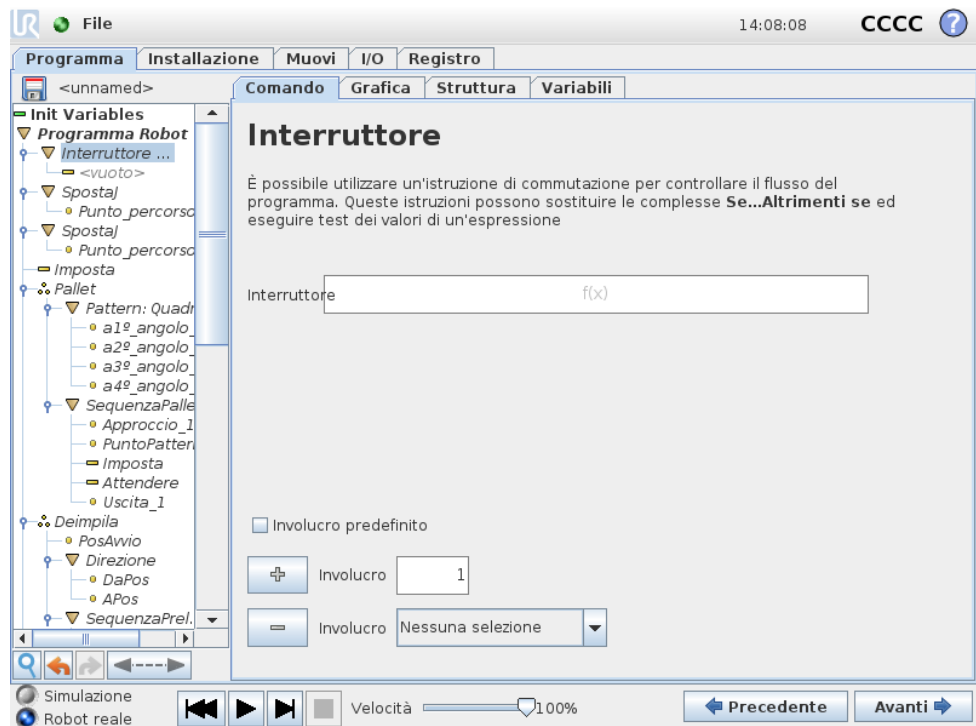 UR File 14:08:08 CCCC ?
Programma Installazione Muovi I/O Registro
<unnamed>
Comando Grafica Struttura Variabili
Init Variables
Programma Robot
Interruttore ...
<vuoto>
SpostaJ
Punto_percorso
SpostaJ
Punto_percorso
Imposta
Pallet
Pattern: Quadr
a1º_angolo_
a2º_angolo_
a3º_angolo_
a4º_angolo_
SequenzaPalle
Approccio_1
PuntoPatter
Imposta
Attendere
Uscita_1
Deimpila
PosAvvio
Direzione
DaPos
APos
SequenzaPrel.
Interruttore
È possibile utilizzare un'istruzione di commutazione per controllare il flusso del
programma. Queste istruzioni possono sostituire le complesse Se...Altrimenti se ed
eseguire test dei valori di un'espressione
Interruttore f(x)
Involucro predefinito
Involucro 1
Involucro Nessuna selezione
Simulazione
Robot reale
Velocità 100%
Precedente Avanti